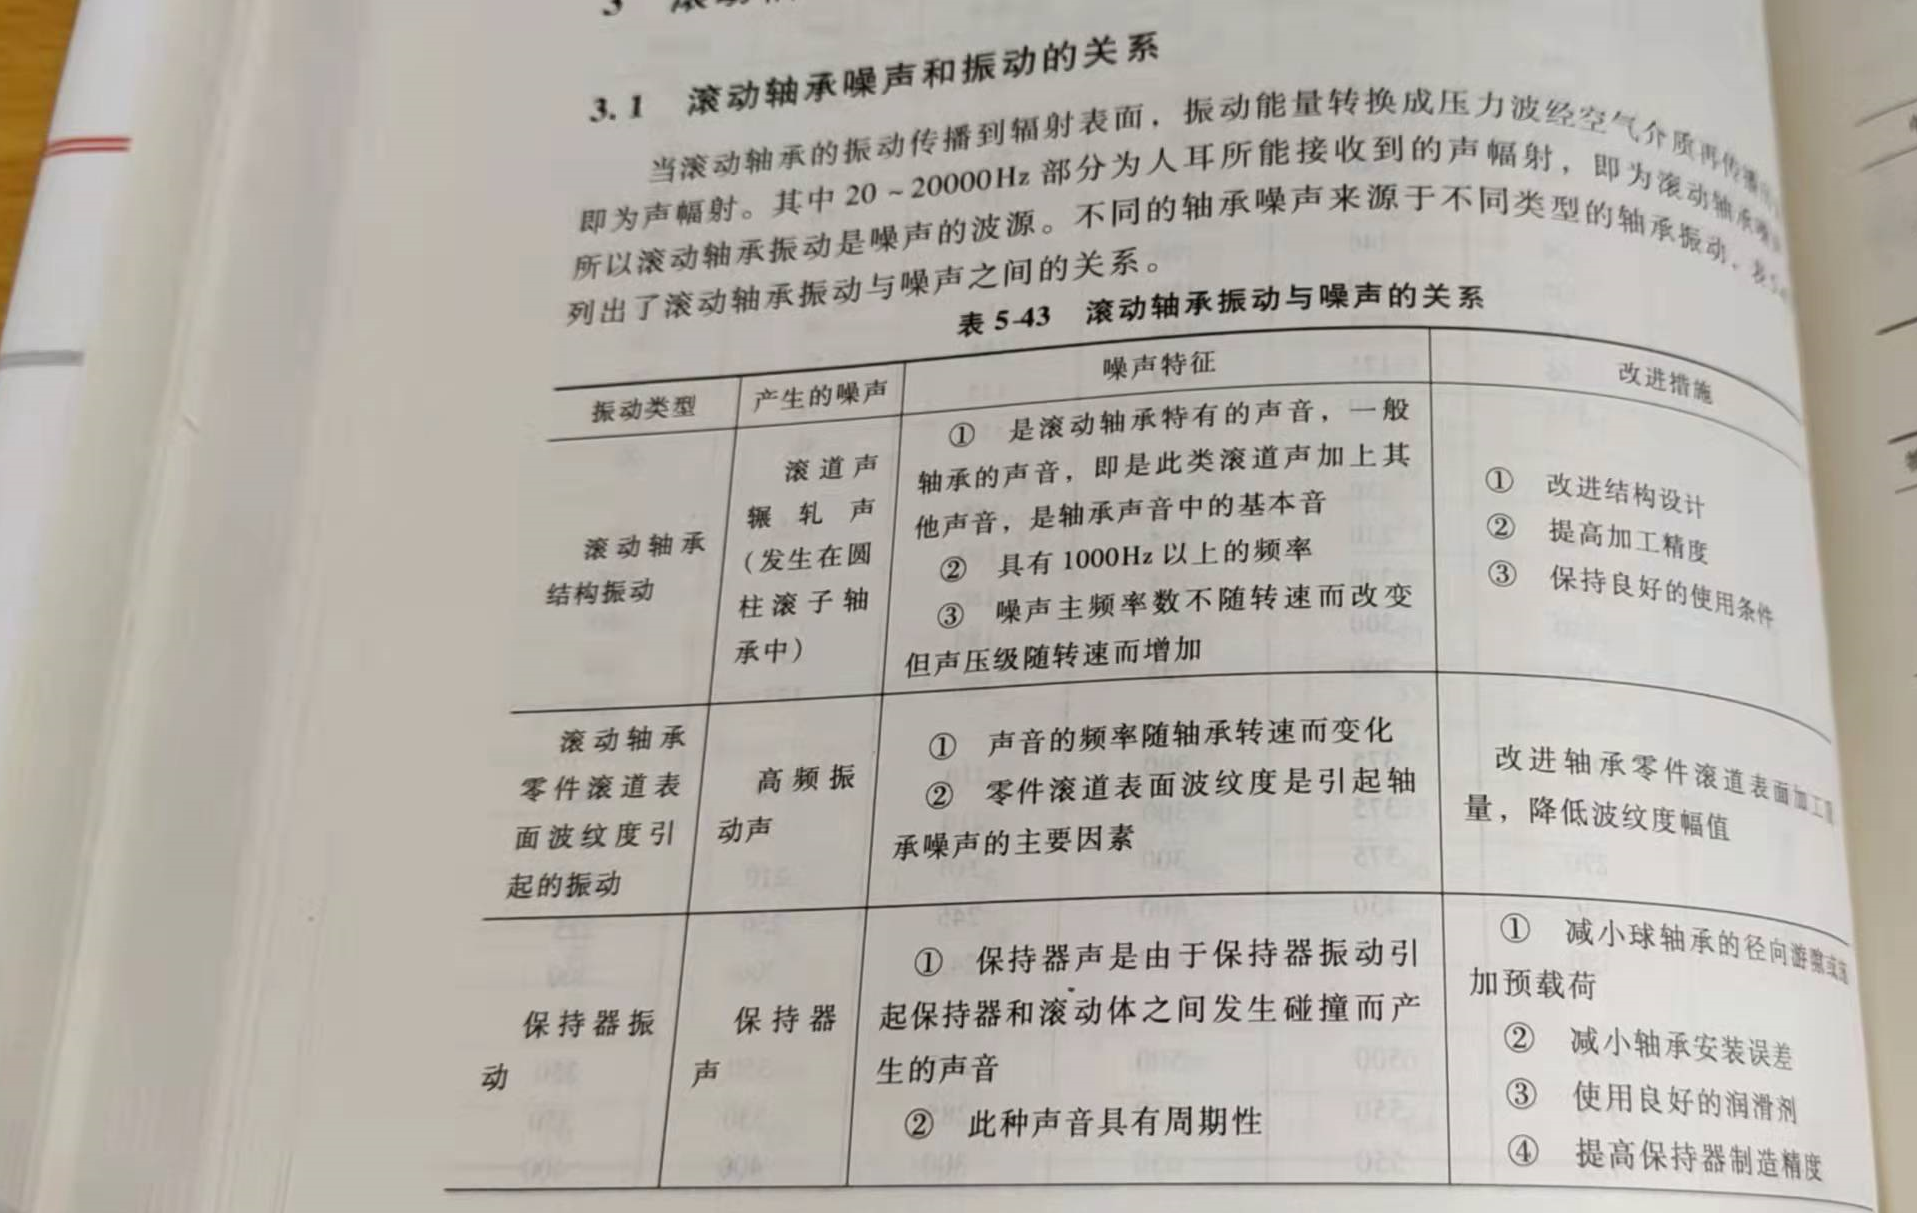 3 滚动
3.1 滚动轴承噪声和振动的关系
当滚动轴承的振动传播到辐射表面，振动能量转换成压力波经空气介质再传播
即为声幅射。其中 20 ~ 20000Hz 部分为人耳所能接收到的声幅射，即为滚动轴承噪
所以滚动轴承振动是噪声的波源。不同的轴承噪声来源于不同类型的轴承振动，表5
列出了滚动轴承振动与噪声之间的关系。
表 5-43 滚动轴承振动与噪声的关系
振动类型 产生的噪声 噪声特征 改进措施
滚动轴承
结构振动
滚道声
辗轧声
（发生在圆
柱滚子轴
承中）
① 是滚动轴承特有的声音，一般
轴承的声音，即是此类滚道声加上其
他声音，是轴承声音中的基本音
② 具有 1000Hz 以上的频率
③ 噪声主频率数不随转速而改变
但声压级随转速而增加
① 改进结构设计
② 提高加工精度
③ 保持良好的使用条件
滚动轴承
零件滚道表
面波纹度引
起的振动
高频振
动声
① 声音的频率随轴承转速而变化
② 零件滚道表面波纹度是引起轴
承噪声的主要因素
改进轴承零件滚道表面加工
量，降低波纹度幅值
保持器振
动
保持器
声
① 保持器声是由于保持器振动引
起保持器和滚动体之间发生碰撞而产
生的声音
② 此种声音具有周期性
① 减小球轴承的径向游隙或
加预载荷
② 减小轴承安装误差
③ 使用良好的润滑剂
④ 提高保持器制造精度